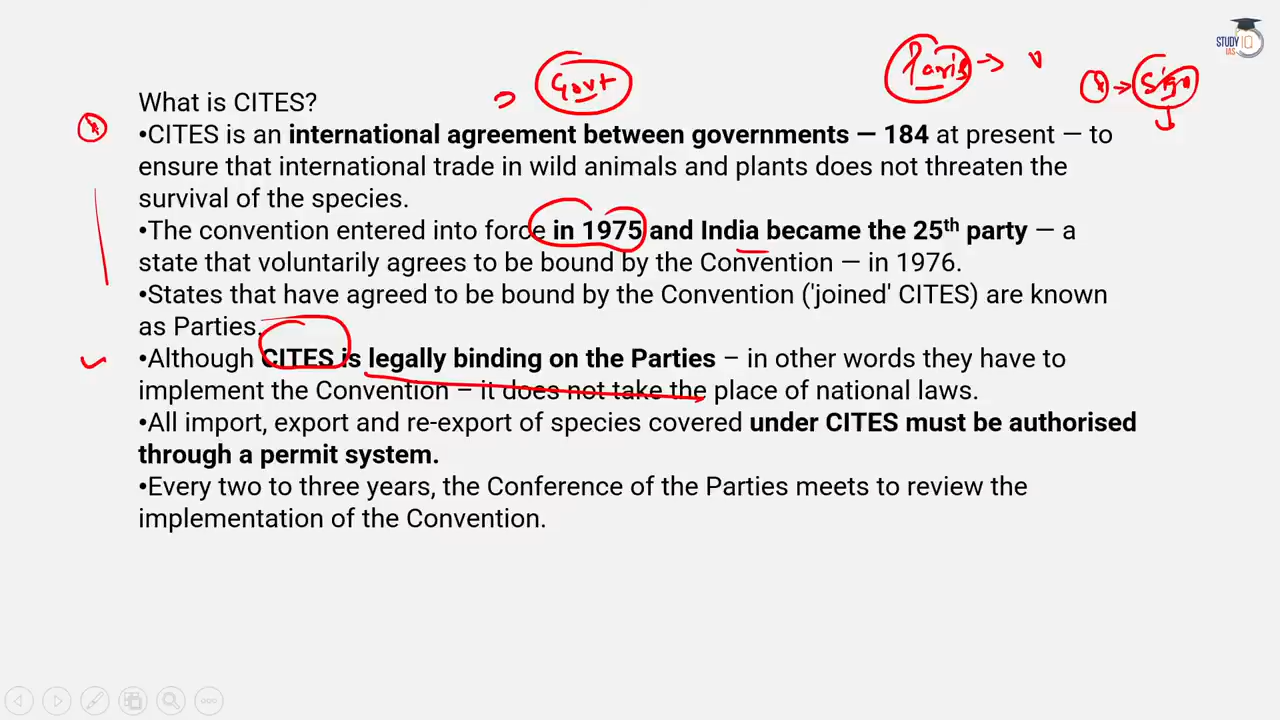 STUDY IQ
IAS
Paris
Govt
Sign
What is CITES?
•CITES is an international agreement between governments — 184 at present — to
ensure that international trade in wild animals and plants does not threaten the
survival of the species.
•The convention entered into force in 1975 and India became the 25th party — a
state that voluntarily agrees to be bound by the Convention — in 1976.
•States that have agreed to be bound by the Convention ('joined' CITES) are known
as Parties.
•Although CITES is legally binding on the Parties – in other words they have to
implement the Convention – it does not take the place of national laws.
•All import, export and re-export of species covered under CITES must be authorised
through a permit system.
•Every two to three years, the Conference of the Parties meets to review the
implementation of the Convention.